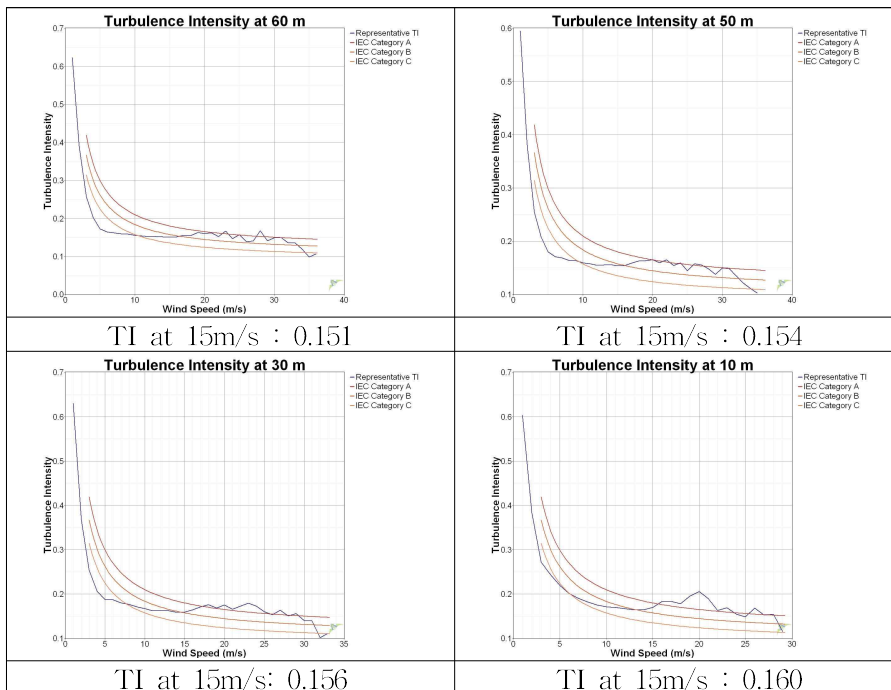 Turbulence Intensity at 60 m
0.7
0.6
0.5
0.4
0.3
0.2
0.1
0.0
Turbulence Intensity
0
10
20
30
40
Wind Speed (m/s)
Representative TI
IEC Category A
IEC Category B
IEC Category C
TI at 15m/s : 0.151
Turbulence Intensity at 50 m
0.6
0.5
0.4
0.3
0.2
0.1
Turbulence Intensity
0
10
20
30
40
Wind Speed (m/s)
Representative TI
IEC Category A
IEC Category B
IEC Category C
TI at 15m/s : 0.154
Turbulence Intensity at 30 m
0.7
0.6
0.5
0.4
0.3
0.2
0.1
Turbulence Intensity
0
5
10
15
20
25
30
35
Wind Speed (m/s)
Representative TI
IEC Category A
IEC Category B
IEC Category C
TI at 15m/s: 0.156
Turbulence Intensity at 10 m
0.7
0.6
0.5
0.4
0.3
0.2
0.1
Turbulence Intensity
0
5
10
15
20
25
30
Wind Speed (m/s)
Representative TI
IEC Category A
IEC Category B
IEC Category C
TI at 15m/s : 0.160